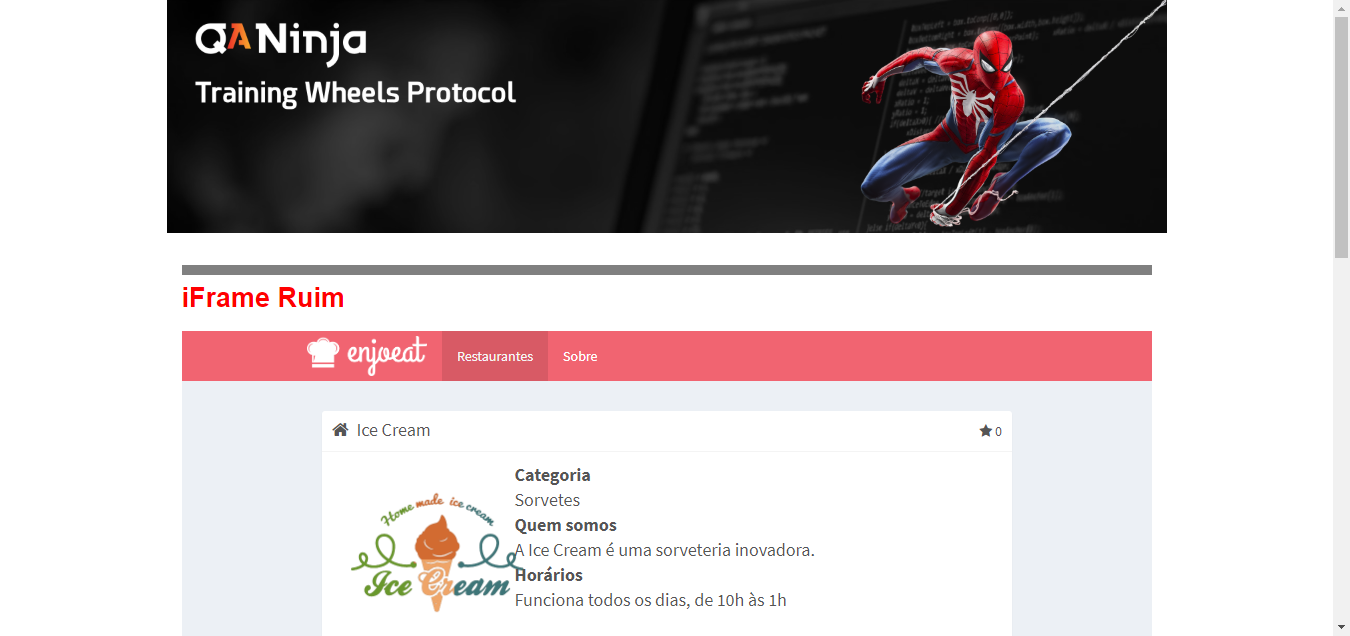 QANinja
Training Wheels Protocol
iFrame Ruim
enjoeat
Restaurantes
Sobre
Ice Cream
0
Categoria
Sorvetes
Quem somos
A Ice Cream é uma sorveteria inovadora.
Horários
Funciona todos os dias, de 10h às 1h
Home made ice cream
Ice Cream